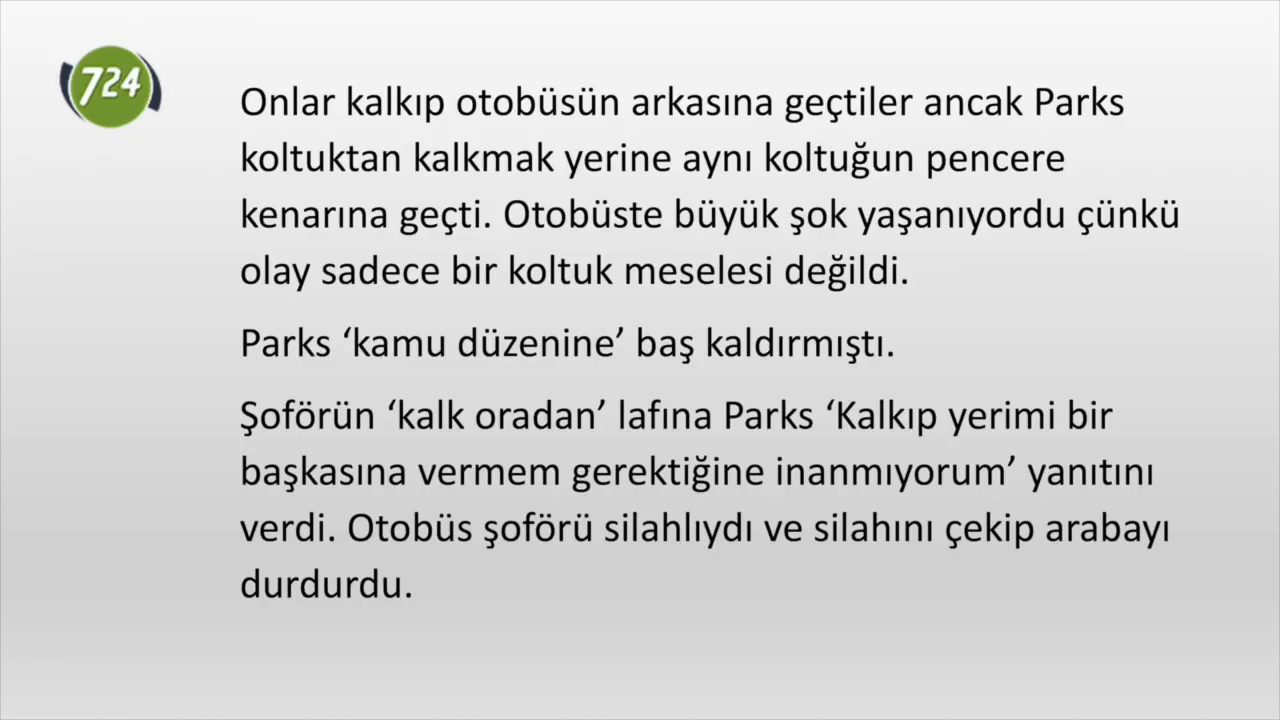 724
Onlar kalkıp otobüsün arkasına geçtiler ancak Parks
koltuktan kalkmak yerine aynı koltuğun pencere
kenarına geçti. Otobüste büyük şok yaşanıyordu çünkü
olay sadece bir koltuk meselesi değildi.
Parks ‘kamu düzenine’ baş kaldırmıştı.
Şoförün ‘kalk oradan’ lafına Parks ‘Kalkıp yerimi bir
başkasına vermem gerektiğine inanmıyorum’ yanıtını
verdi. Otobüs şoförü silahlıydı ve silahını çekip arabayı
durdurdu.